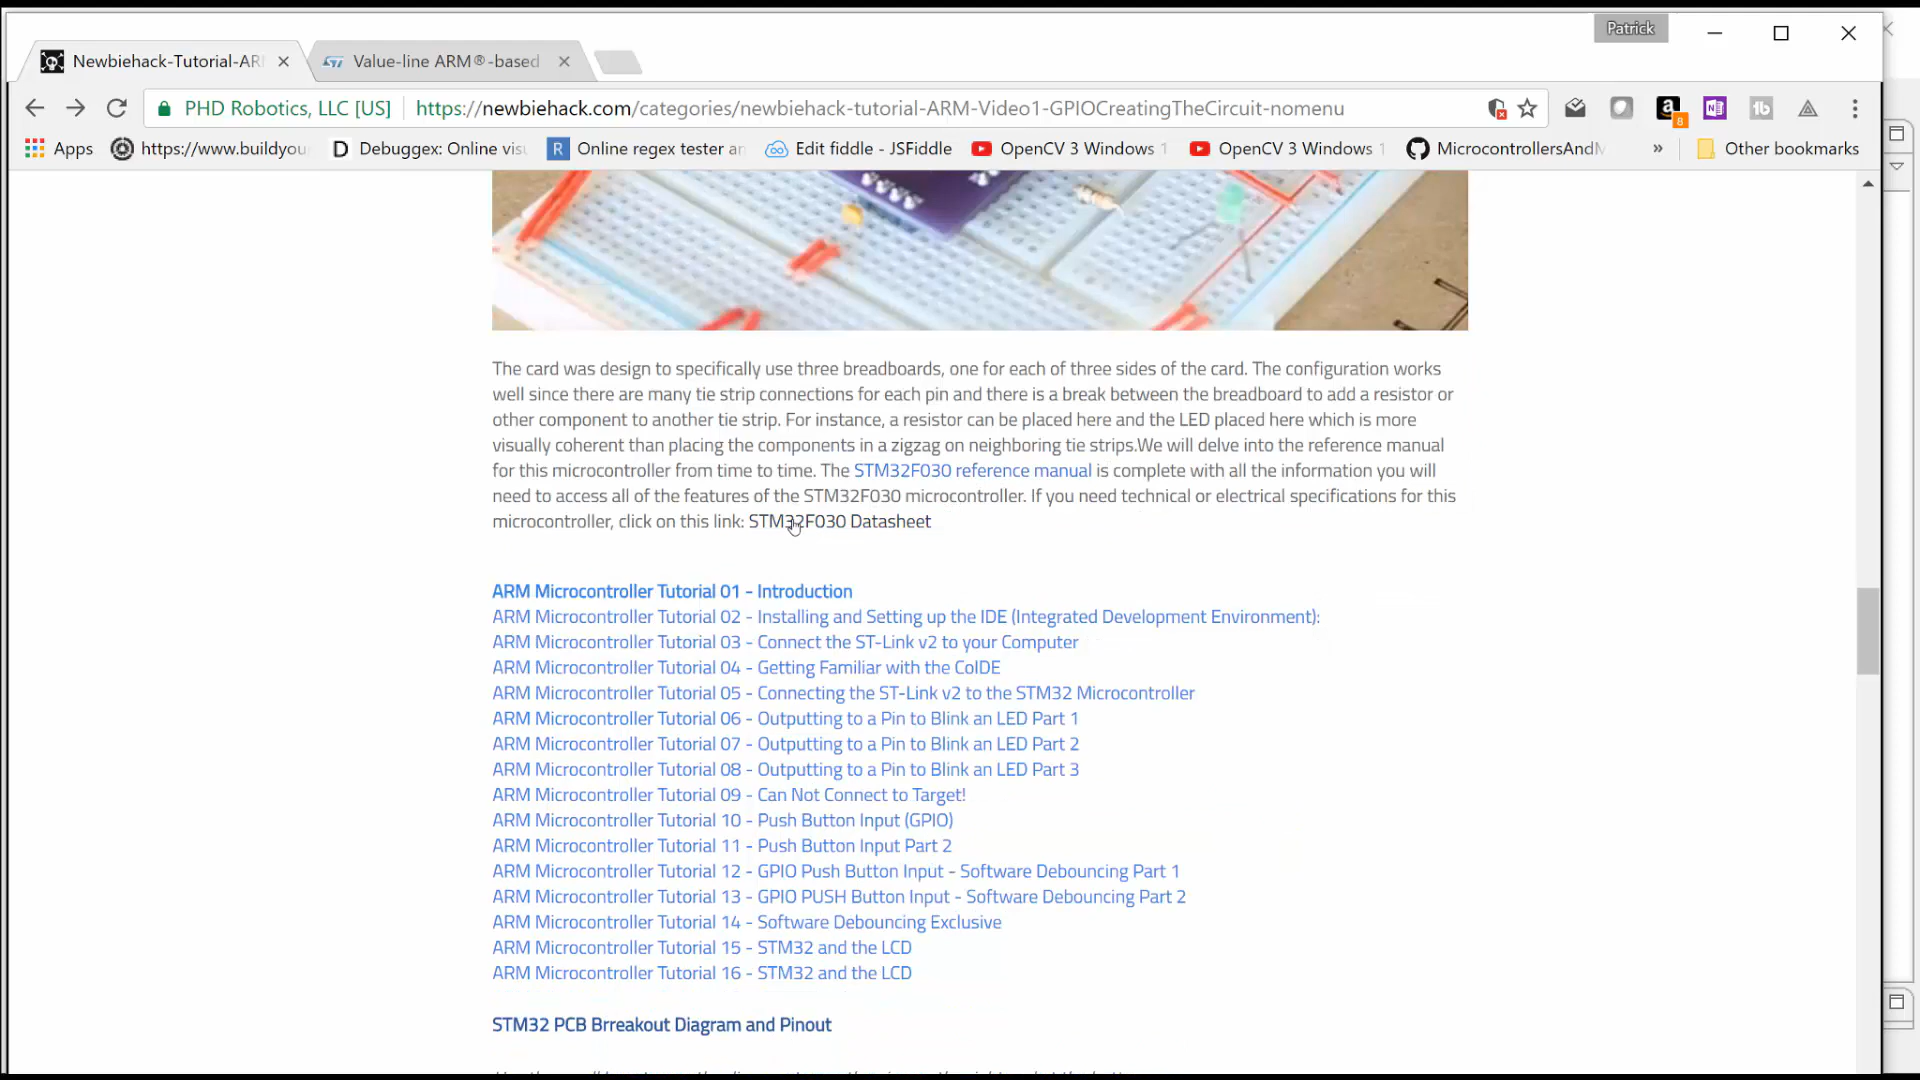 Patrick
Newbiehack-Tutorial-AR
Value-line ARM®-based
PHD Robotics, LLC [US]
https://newbiehack.com/categories/newbiehack-tutorial-ARM-Video1-GPIOCreatingTheCircuit-nomenu
8
Apps
https://www.buildyou
Debuggex: Online vis
R
Online regex tester an
Edit fiddle - JSFiddle
OpenCV 3 Windows 1
OpenCV 3 Windows 1
MicrocontrollersAndM
»
Other bookmarks
The card was design to specifically use three breadboards, one for each of three sides of the card. The configuration works
well since there are many tie strip connections for each pin and there is a break between the breadboard to add a resistor or
other component to another tie strip. For instance, a resistor can be placed here and the LED placed here which is more
visually coherent than placing the components in a zigzag on neighboring tie strips.We will delve into the reference manual
for this microcontroller from time to time. The STM32F030 reference manual is complete with all the information you will
need to access all of the features of the STM32F030 microcontroller. If you need technical or electrical specifications for this
microcontroller, click on this link: STM32F030 Datasheet
ARM Microcontroller Tutorial 01 - Introduction
ARM Microcontroller Tutorial 02 - Installing and Setting up the IDE (Integrated Development Environment):
ARM Microcontroller Tutorial 03 - Connect the ST-Link v2 to your Computer
ARM Microcontroller Tutorial 04 - Getting Familiar with the CoIDE
ARM Microcontroller Tutorial 05 - Connecting the ST-Link v2 to the STM32 Microcontroller
ARM Microcontroller Tutorial 06 - Outputting to a Pin to Blink an LED Part 1
ARM Microcontroller Tutorial 07 - Outputting to a Pin to Blink an LED Part 2
ARM Microcontroller Tutorial 08 - Outputting to a Pin to Blink an LED Part 3
ARM Microcontroller Tutorial 09 - Can Not Connect to Target!
ARM Microcontroller Tutorial 10 - Push Button Input (GPIO)
ARM Microcontroller Tutorial 11 - Push Button Input Part 2
ARM Microcontroller Tutorial 12 - GPIO Push Button Input - Software Debouncing Part 1
ARM Microcontroller Tutorial 13 - GPIO PUSH Button Input - Software Debouncing Part 2
ARM Microcontroller Tutorial 14 - Software Debouncing Exclusive
ARM Microcontroller Tutorial 15 - STM32 and the LCD
ARM Microcontroller Tutorial 16 - STM32 and the LCD
STM32 PCB Brreakout Diagram and Pinout